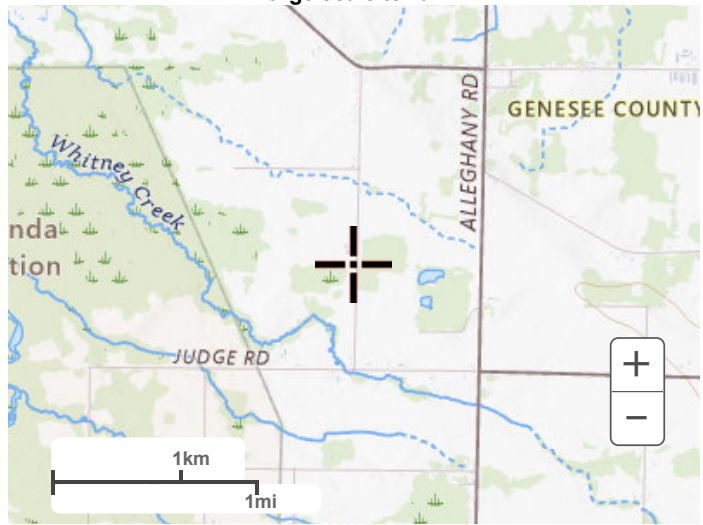 ALLEGHANY RD
GENESEE COUNTY
Whitney Creek
nda
tion
JUDGE RD
+
−
1km
1mi